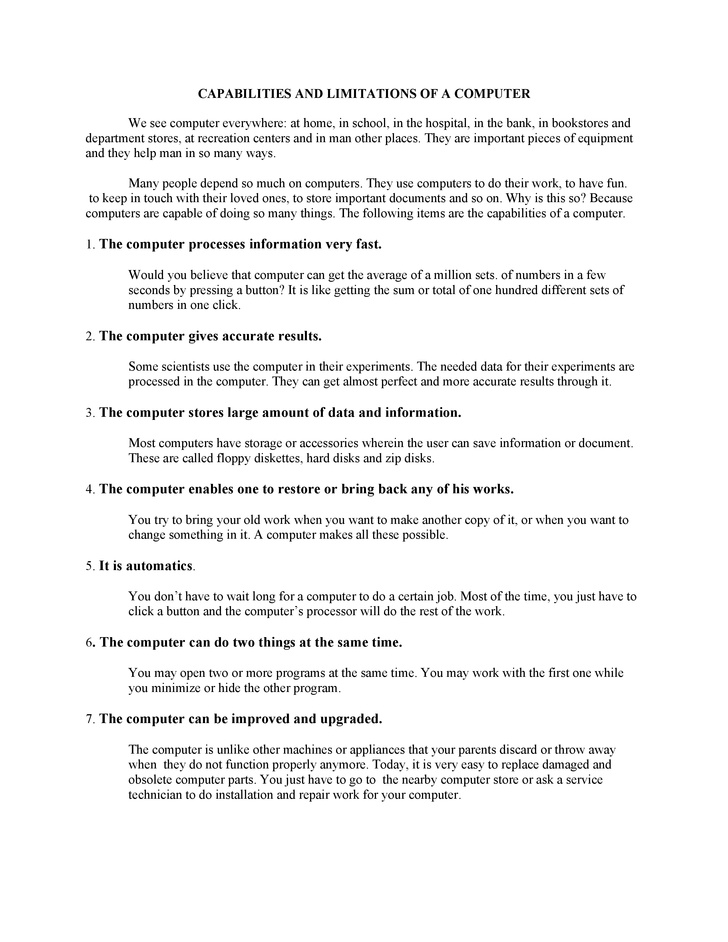 CAPABILITIES AND LIMITATIONS OF A COMPUTER
We see computer everywhere: at home, in school, in the hospital, in the bank, in bookstores and
department stores, at recreation centers and in man other places. They are important pieces of equipment
and they help man in so many ways.
Many people depend so much on computers. They use computers to do their work, to have fun.
to keep in touch with their loved ones, to store important documents and so on. Why is this so? Because
computers are capable of doing so many things. The following items are the capabilities of a computer.
1. The computer processes information very fast.
Would you believe that computer can get the average of a million sets. of numbers in a few
seconds by pressing a button? It is like getting the sum or total of one hundred different sets of
numbers in one click.
2. The computer gives accurate results.
Some scientists use the computer in their experiments. The needed data for their experiments are
processed in the computer. They can get almost perfect and more accurate results through it.
3. The computer stores large amount of data and information.
Most computers have storage or accessories wherein the user can save information or document.
These are called floppy diskettes, hard disks and zip disks.
4. The computer enables one to restore or bring back any of his works.
You try to bring your old work when you want to make another copy of it, or when you want to
change something in it. A computer makes all these possible.
5. It is automatics.
You don’t have to wait long for a computer to do a certain job. Most of the time, you just have to
click a button and the computer’s processor will do the rest of the work.
6. The computer can do two things at the same time.
You may open two or more programs at the same time. You may work with the first one while
you minimize or hide the other program.
7. The computer can be improved and upgraded.
The computer is unlike other machines or appliances that your parents discard or throw away
when they do not function properly anymore. Today, it is very easy to replace damaged and
obsolete computer parts. You just have to go to the nearby computer store or ask a service
technician to do installation and repair work for your computer.